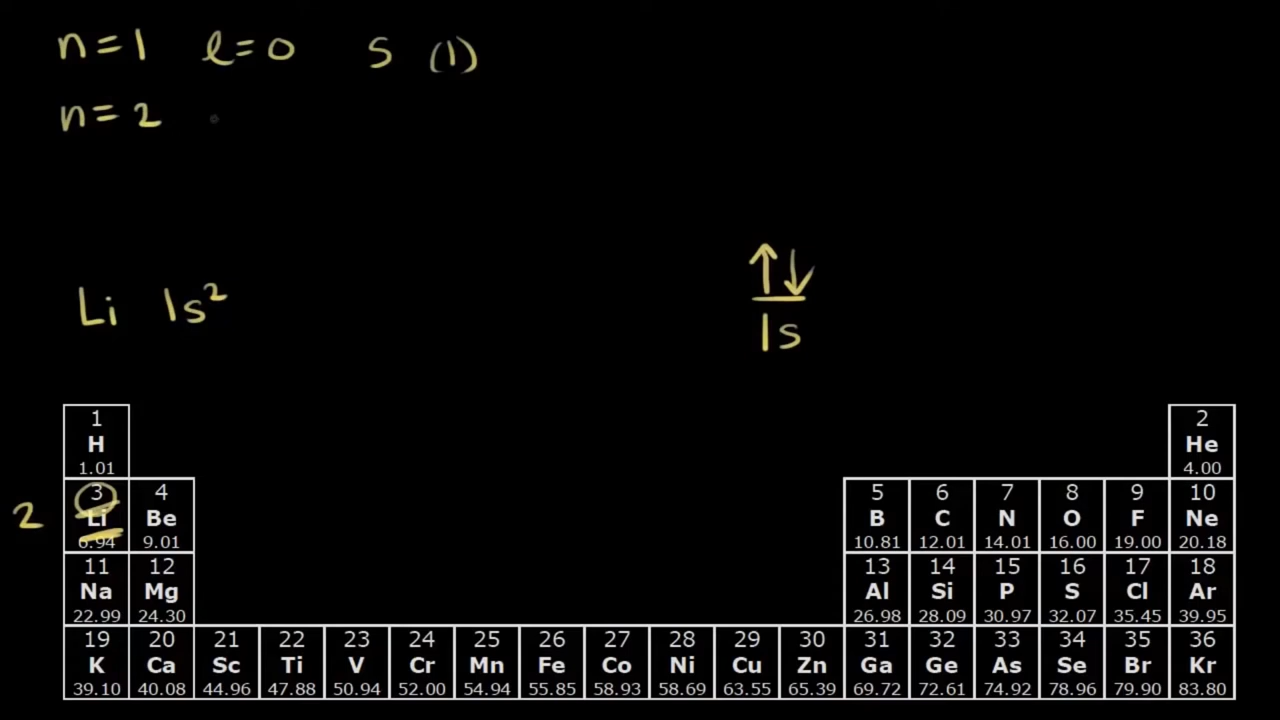 n=1 l=0 s (1)
n=2
Li 1s²
↑↓
1s
1 2
H He
1.01 4.00
3 4 5 6 7 8 9 10
2 Li Be B C N O F Ne
6.94 9.01 10.81 12.01 14.01 16.00 19.00 20.18
11 12 13 14 15 16 17 18
Na Mg Al Si P S Cl Ar
22.99 24.30 26.98 28.09 30.97 32.07 35.45 39.95
19 20 21 22 23 24 25 26 27 28 29 30 31 32 33 34 35 36
K Ca Sc Ti V Cr Mn Fe Co Ni Cu Zn Ga Ge As Se Br Kr
39.10 40.08 44.96 47.88 50.94 52.00 54.94 55.85 58.93 58.69 63.55 65.39 69.72 72.61 74.92 78.96 79.90 83.80